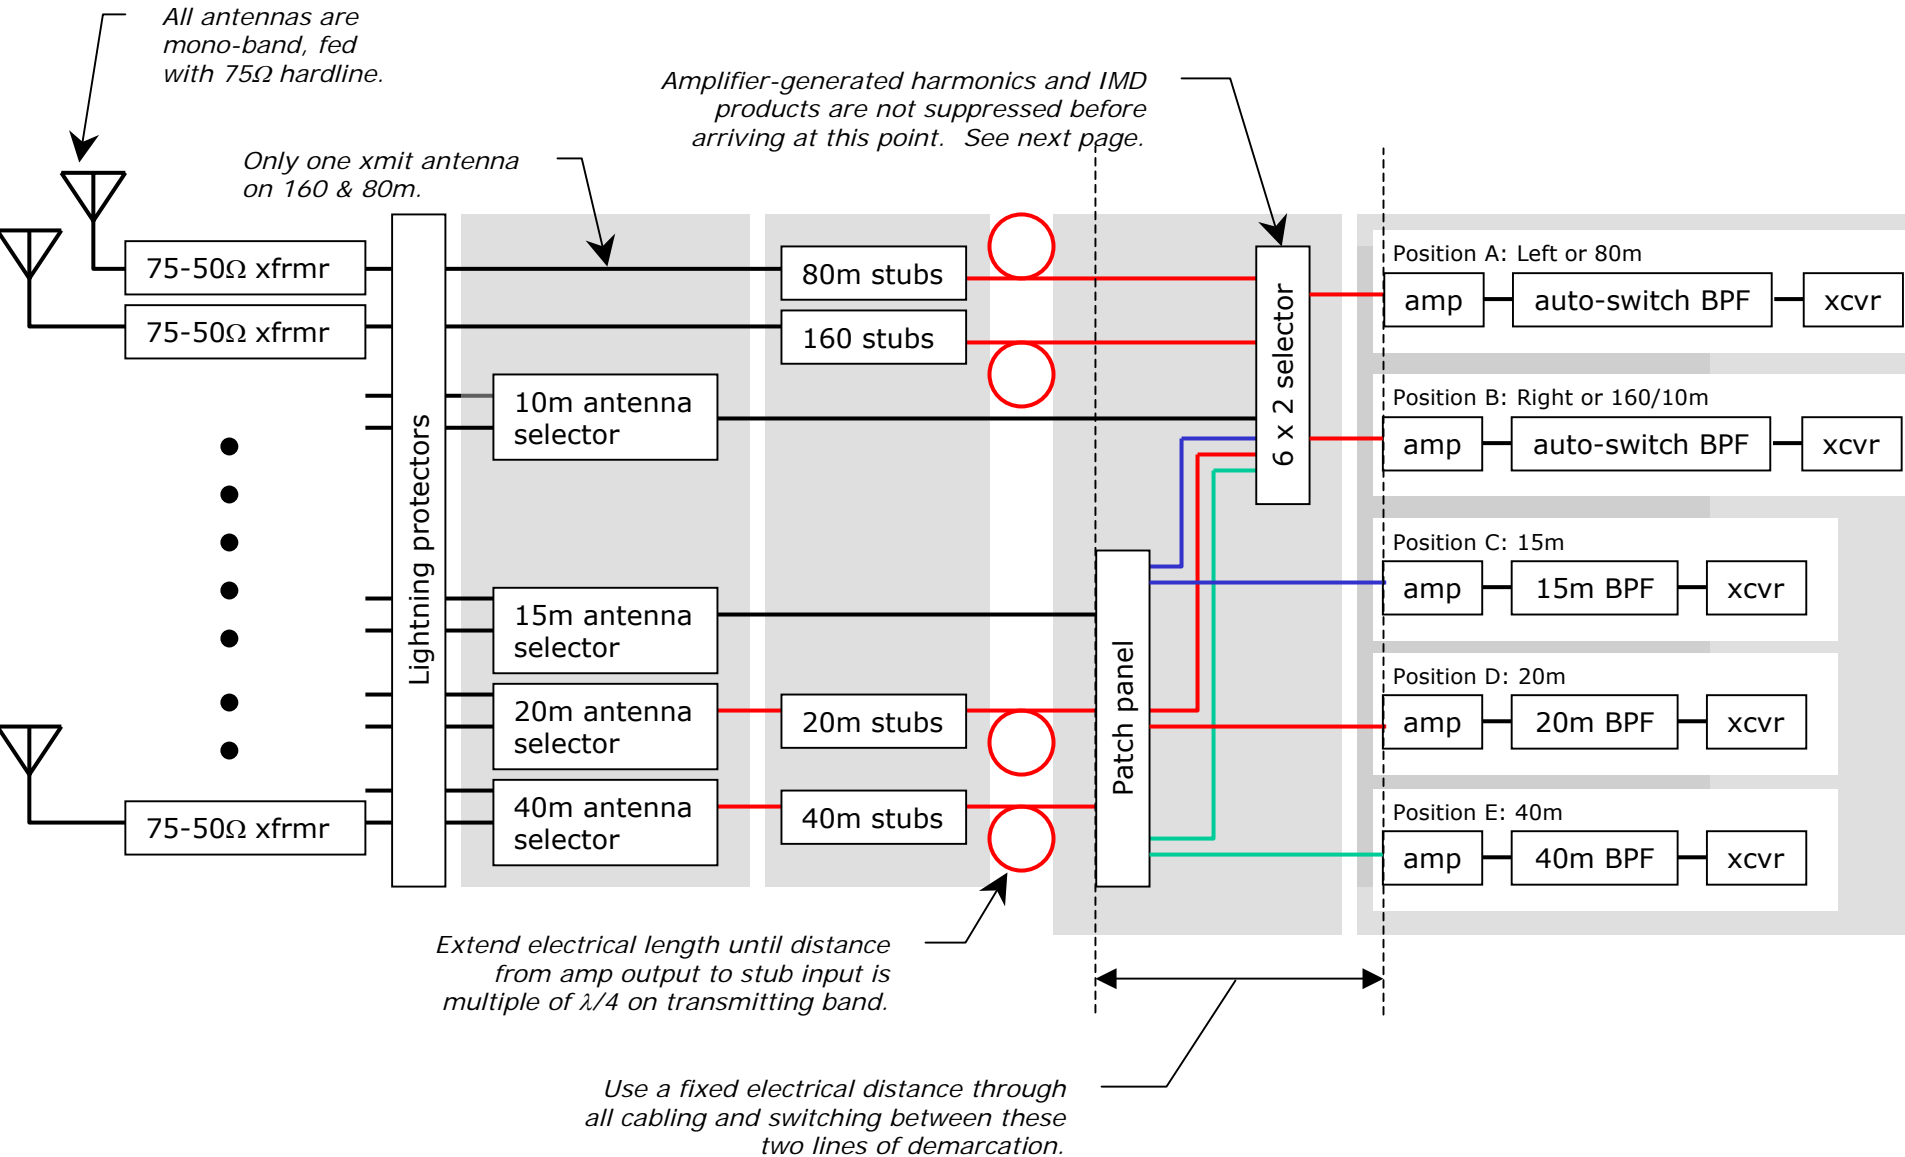 All antennas are
mono-band, fed
with 75Ω hardline.
Amplifier-generated harmonics and IMD
products are not suppressed before
arriving at this point.  See next page.
Only one xmit antenna
on 160 & 80m.
75-50Ω xfrmr
75-50Ω xfrmr
75-50Ω xfrmr
Lightning protectors
10m antenna
selector
15m antenna
selector
20m antenna
selector
40m antenna
selector
80m stubs
160 stubs
20m stubs
40m stubs
6 x 2 selector
Patch panel
Position A: Left or 80m
amp
auto-switch BPF
xcvr
Position B: Right or 160/10m
amp
auto-switch BPF
xcvr
Position C: 15m
amp
15m BPF
xcvr
Position D: 20m
amp
20m BPF
xcvr
Position E: 40m
amp
40m BPF
xcvr
Extend electrical length until distance
from amp output to stub input is
multiple of λ/4 on transmitting band.
Use a fixed electrical distance through
all cabling and switching between these
two lines of demarcation.